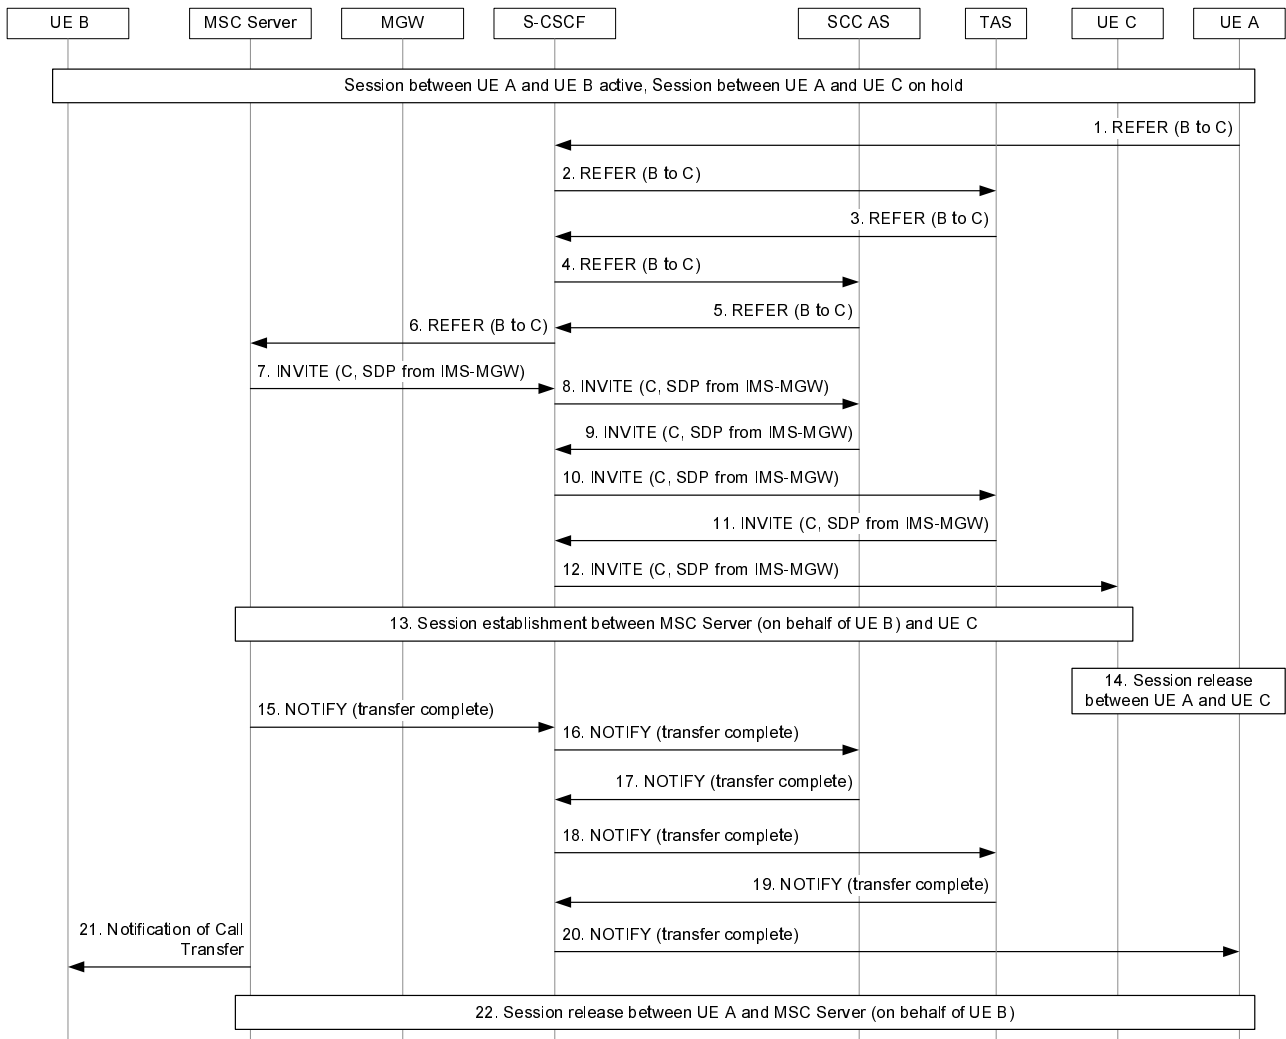 UE B
MSC Server
MGW
S-CSCF
SCC AS
TAS
UE C
UE A
Session between UE A and UE B active, Session between UE A and UE C on hold
1. REFER (B to C)
2. REFER (B to C)
3. REFER (B to C)
4. REFER (B to C)
5. REFER (B to C)
6. REFER (B to C)
7. INVITE (C, SDP from IMS-MGW)
8. INVITE (C, SDP from IMS-MGW)
9. INVITE (C, SDP from IMS-MGW)
10. INVITE (C, SDP from IMS-MGW)
11. INVITE (C, SDP from IMS-MGW)
12. INVITE (C, SDP from IMS-MGW)
13. Session establishment between MSC Server (on behalf of UE B) and UE C
14. Session release
between UE A and UE C
15. NOTIFY (transfer complete)
16. NOTIFY (transfer complete)
17. NOTIFY (transfer complete)
18. NOTIFY (transfer complete)
19. NOTIFY (transfer complete)
20. NOTIFY (transfer complete)
21. Notification of Call
Transfer
22. Session release between UE A and MSC Server (on behalf of UE B)